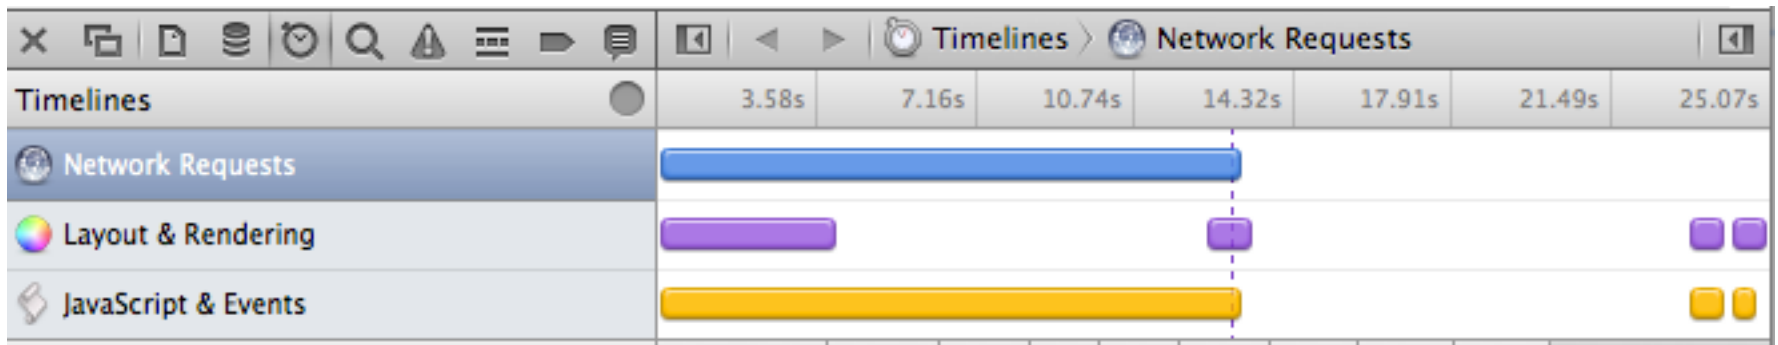 Timelines Network Requests
Timelines 3.58s 7.16s 10.74s 14.32s 17.91s 21.49s 25.07s
Network Requests
Layout & Rendering
JavaScript & Events